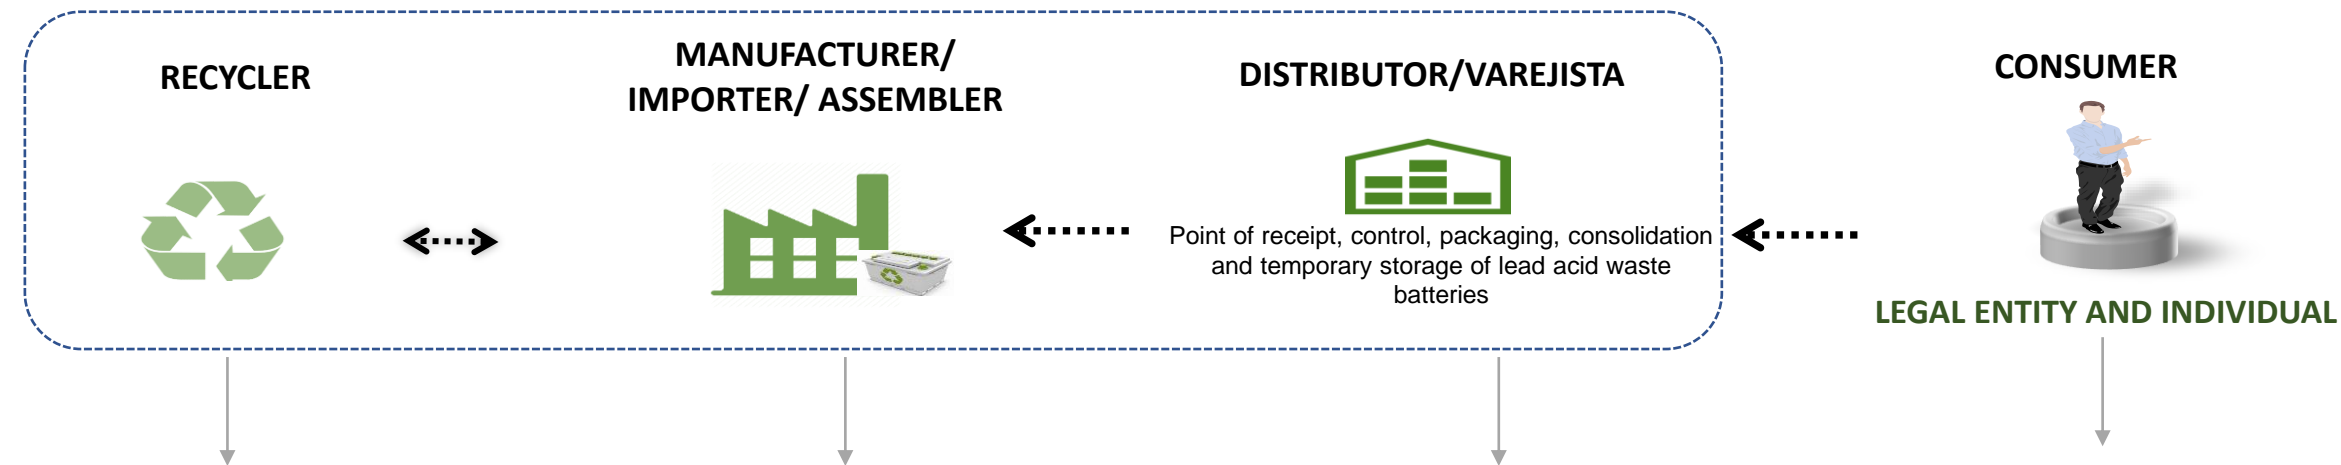 RECYCLER
MANUFACTURER/
IMPORTER/ ASSEMBLER
DISTRIBUTOR/VAREJISTA
Point of receipt, control, packaging, consolidation
and temporary storage of lead acid waste
batteries
CONSUMER
LEGAL ENTITY AND INDIVIDUAL